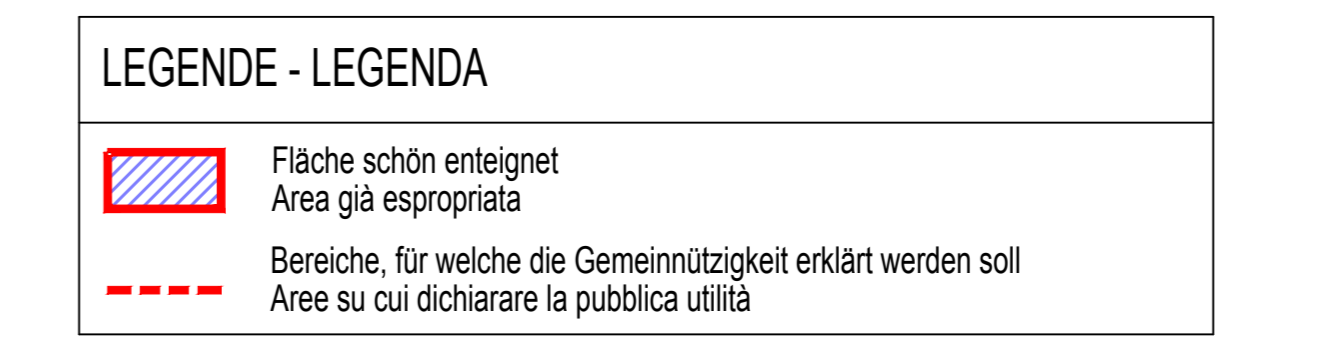 LEGENDE - LEGENDA
Fläche schön enteignet
Area già espropriata
Bereiche, für welche die Gemeinnützigkeit erklärt werden soll
Aree su cui dichiarare la pubblica utilità